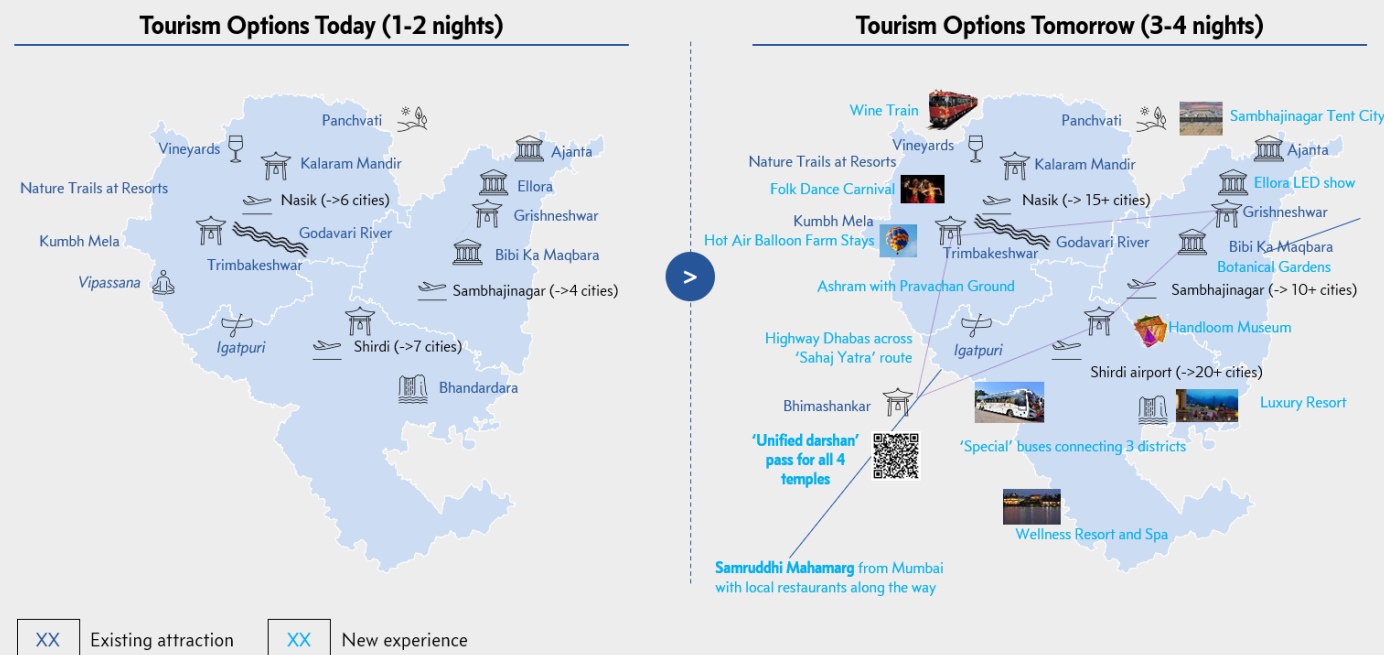 Tourism Options Today (1-2 nights)
Panchvati
Vineyards
Kalaram Mandir
Ajanta
Nature Trails at Resorts
Ellora
Nasik (->6 cities)
Grishneshwar
Kumbh Mela
Godavari River
Bibi Ka Maqbara
Trimbakeshwar
Vipassana
Sambhajinagar (->4 cities)
Igatpuri
Shirdi (->7 cities)
Bhandardara
>
Tourism Options Tomorrow (3-4 nights)
Wine Train
Panchvati
Sambhajinagar Tent City
Vineyards
Ajanta
Nature Trails at Resorts
Kalaram Mandir
Folk Dance Carnival
Ellora LED show
Nasik (-> 15+ cities)
Grishneshwar
Kumbh Mela
Hot Air Balloon Farm Stays
Godavari River
Bibi Ka Maqbara
Trimbakeshwar
Botanical Gardens
Ashram with Pravachan Ground
Sambhajinagar (-> 10+ cities)
Handloom Museum
Highway Dhabas across
‘Sahaj Yatra’ route
Igatpuri
Shirdi airport (->20+ cities)
Bhimashankar
Luxury Resort
‘Unified darshan’
pass for all 4
temples
‘Special’ buses connecting 3 districts
Wellness Resort and Spa
Samruddhi Mahamarg from Mumbai
with local restaurants along the way
XX Existing attraction
XX New experience